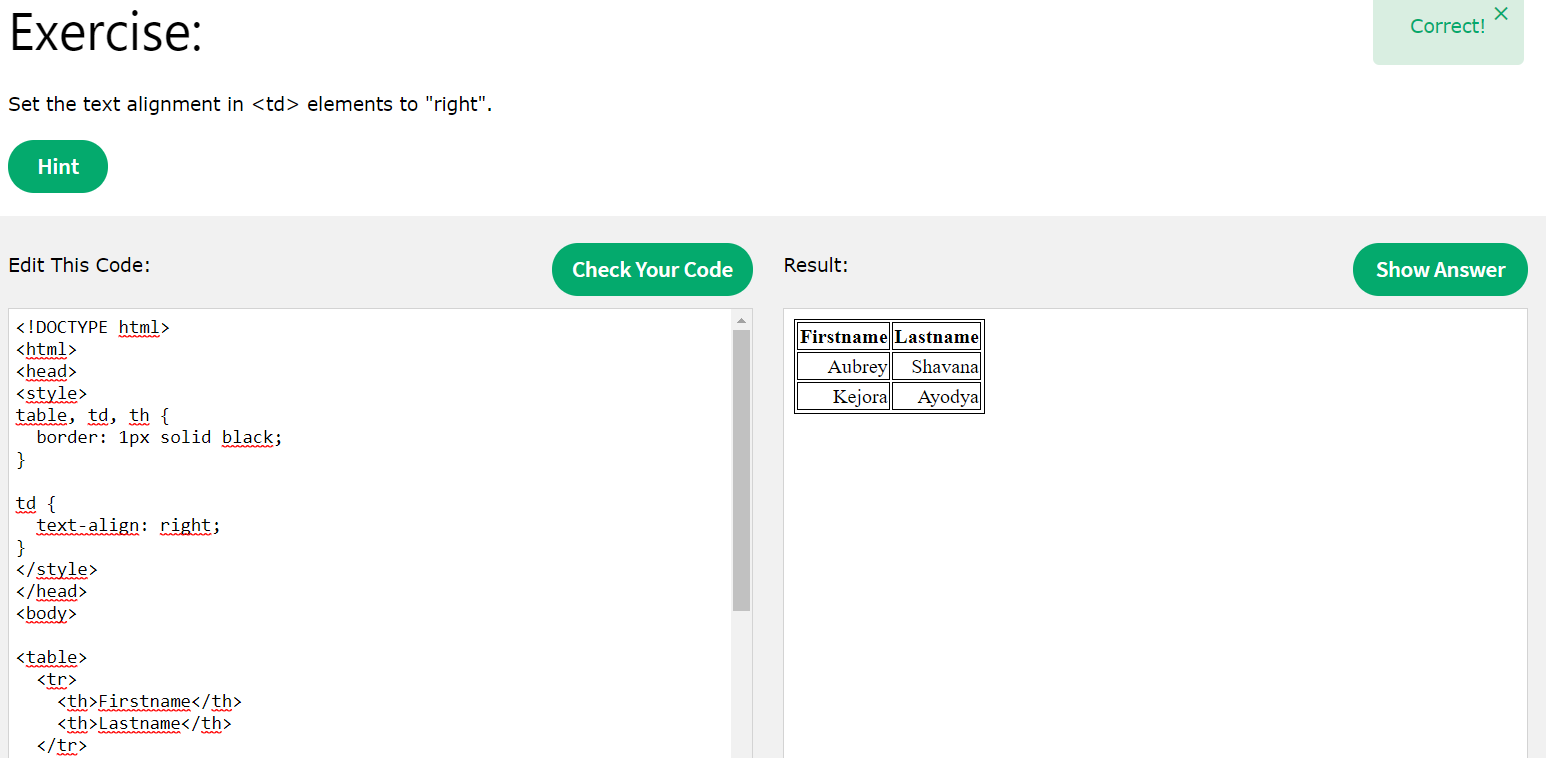 Exercise:
Correct! ×
Set the text alignment in <td> elements to "right".
Hint
Edit This Code:
Check Your Code
<!DOCTYPE html>
<html>
<head>
<style>
table, td, th {
  border: 1px solid black;
}

td {
  text-align: right;
}
</style>
</head>
<body>

<table>
  <tr>
    <th>Firstname</th>
    <th>Lastname</th>
  </tr>
Result:
Show Answer
Firstname Lastname
Aubrey Shavana
Kejora Ayodya